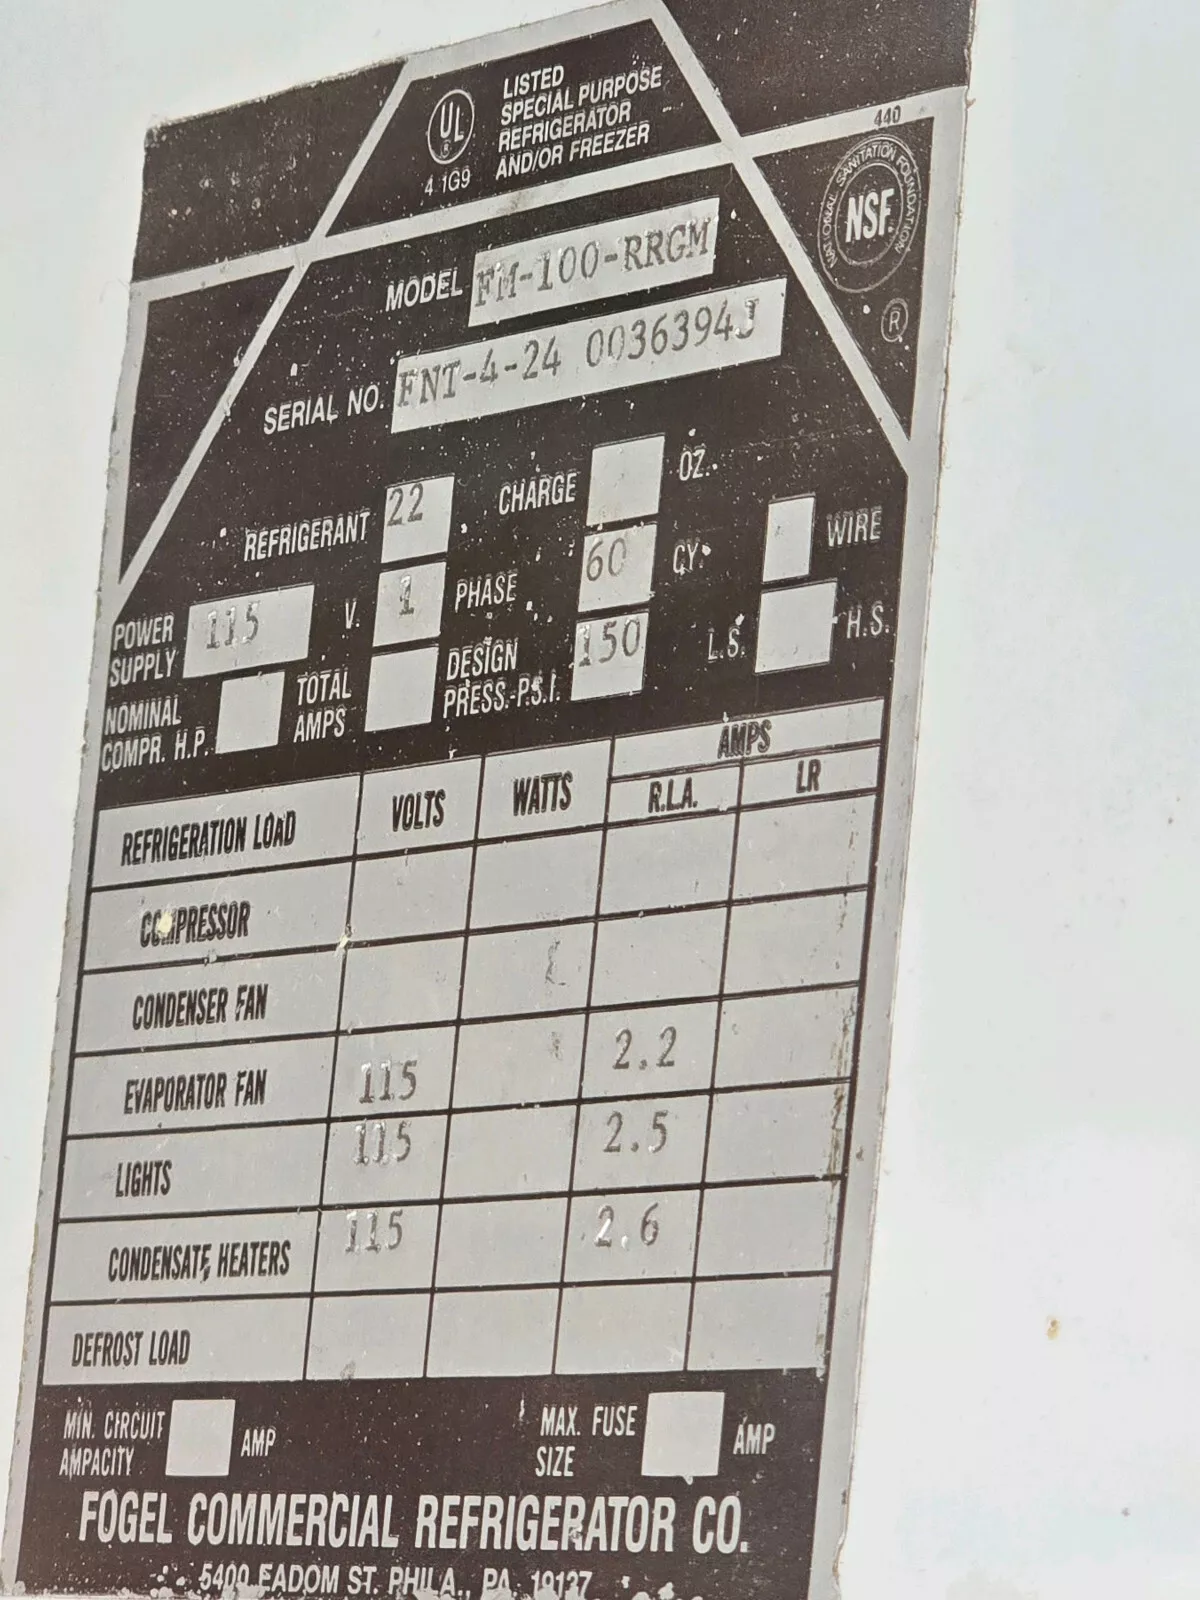 UL
®
4 1G9
LISTED
SPECIAL PURPOSE
REFRIGERATOR
AND/OR FREEZER
440
NATIONAL SANITATION FOUNDATION
NSF.
®
MODEL FM-100-RRGM
SERIAL NO. FNT-4-24 0036394J
REFRIGERANT 22 CHARGE OZ.
POWER SUPPLY 115 V. 1 PHASE 60 CY. WIRE
NOMINAL COMPR. H.P. TOTAL AMPS DESIGN PRESS.-P.S.I. 150 L.S. H.S.
AMPS
REFRIGERATION LOAD VOLTS WATTS R.L.A. LR
COMPRESSOR
CONDENSER FAN
EVAPORATOR FAN 115 2.2
LIGHTS 115 2.5
CONDENSATE HEATERS 115 2.6
DEFROST LOAD
MIN. CIRCUIT AMPACITY AMP MAX. FUSE SIZE AMP
FOGEL COMMERCIAL REFRIGERATOR CO.
5400 EADOM ST. PHILA., PA. 19137